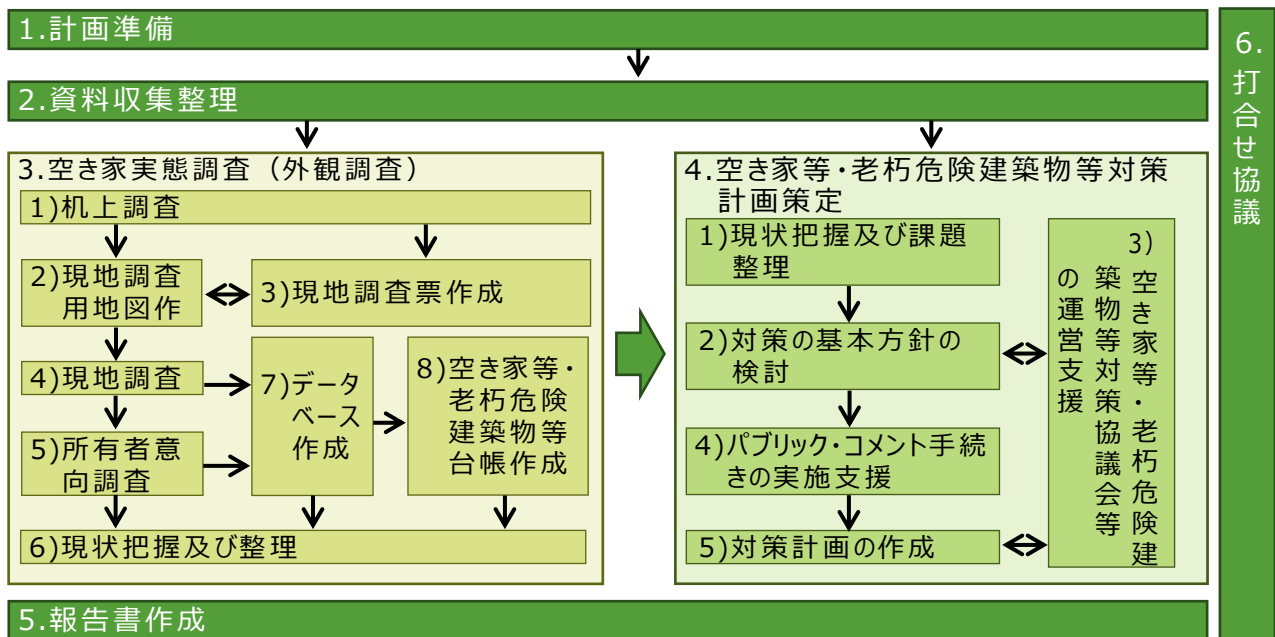 1.計画準備
2.資料収集整理
3.空き家実態調査（外観調査）
1)机上調査
2)現地調査
用地図作
3)現地調査票作成
4)現地調査
5)所有者意
向調査
7)データ
ベース
作成
8)空き家等・
老朽危険
建築物等
台帳作成
6)現状把握及び整理
4.空き家等・老朽危険建築物等対策
計画策定
1)現状把握及び課題
整理
2)対策の基本方針の
検討
3)空き家等・老朽危険建
築物等対策協議会等
の運営支援
4)パブリック・コメント手続
きの実施支援
5)対策計画の作成
5.報告書作成
6.打合せ協議